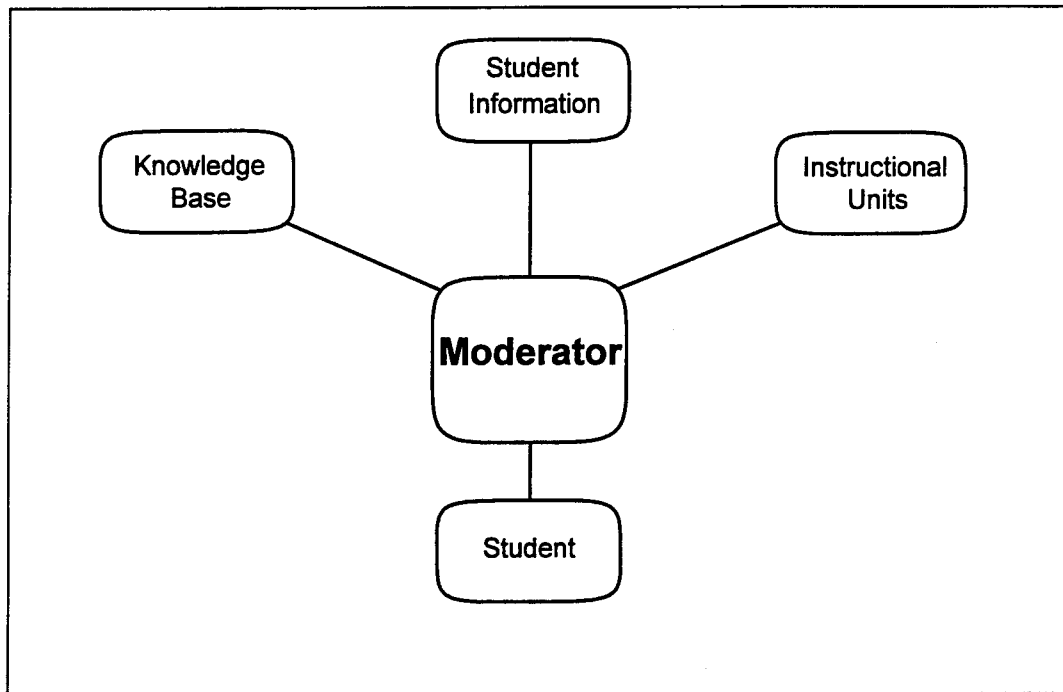 Student
Information
Knowledge
Base
Instructional
Units
Moderator
Student